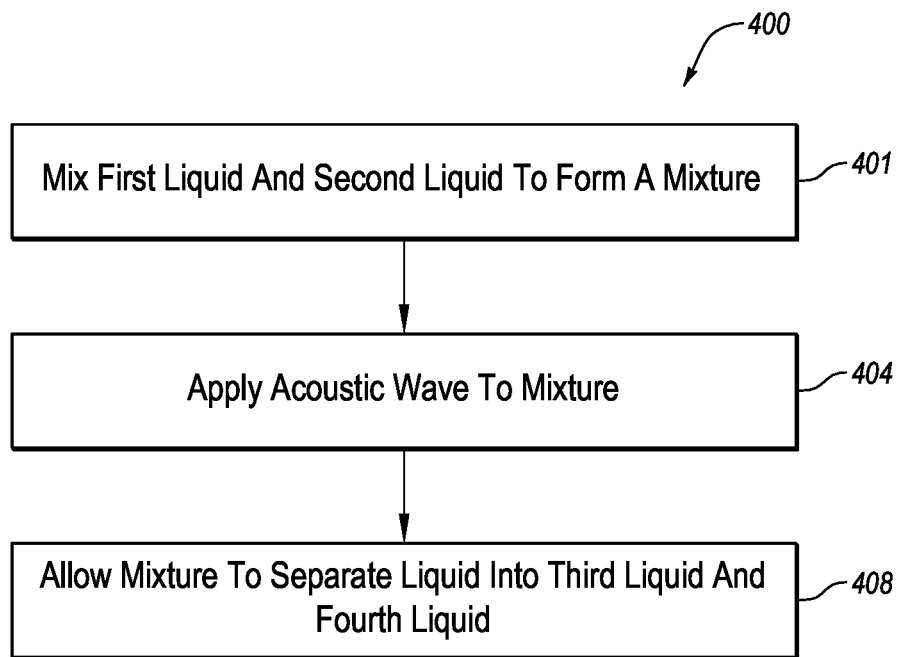 400
Mix First Liquid And Second Liquid To Form A Mixture
401
Apply Acoustic Wave To Mixture
404
Allow Mixture To Separate Liquid Into Third Liquid And
Fourth Liquid
408